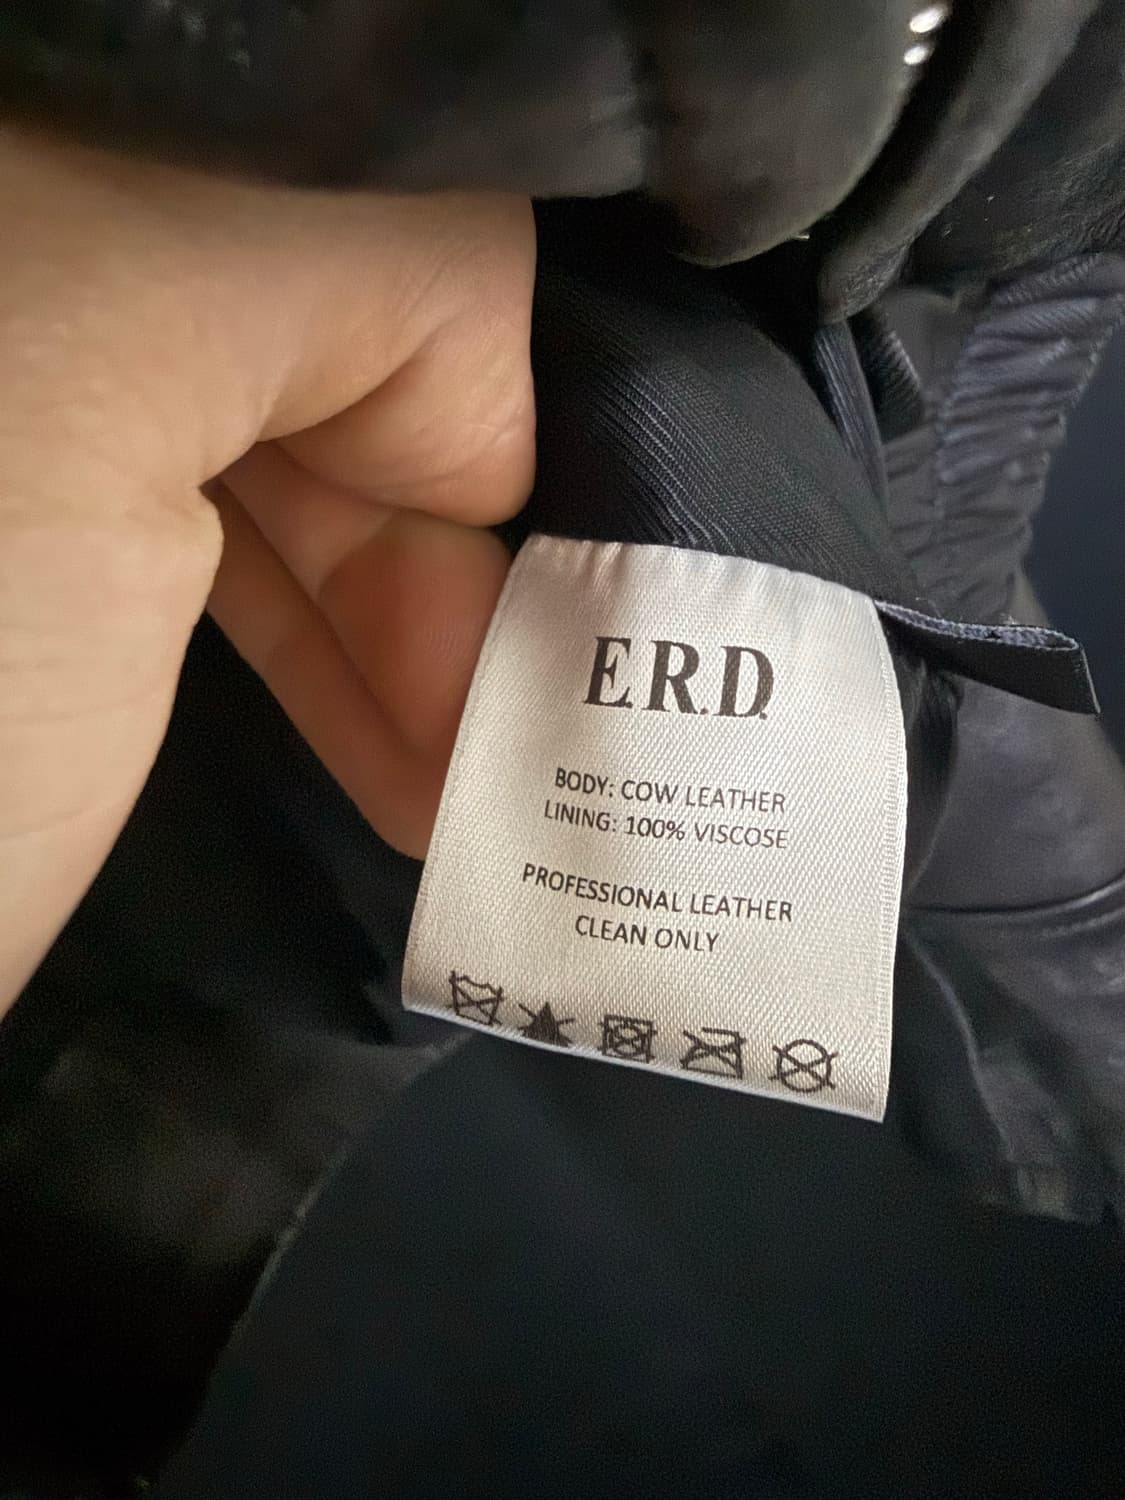 E.R.D.
BODY: COW LEATHER
LINING: 100% VISCOSE
PROFESSIONAL LEATHER
CLEAN ONLY